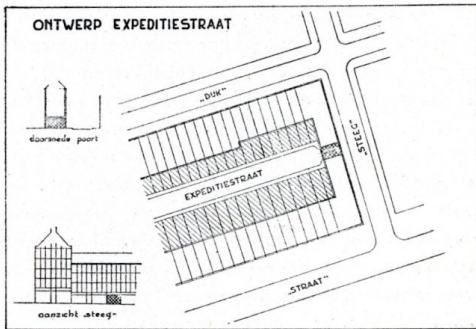 ONTWERP EXPEDITIESTRAAT
doorsnede poort
„DIJK"
„STEEG"
EXPEDITIESTRAAT
„STRAAT"
aanzicht „steeg"